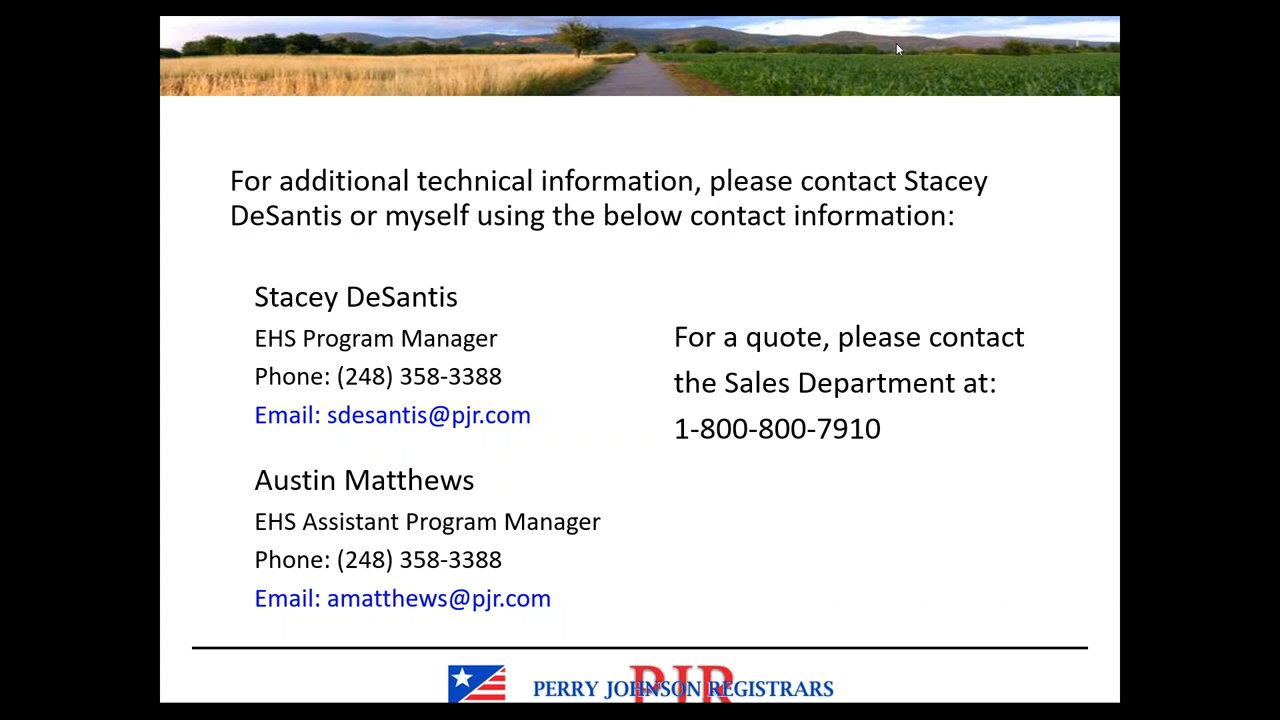 For additional technical information, please contact Stacey
DeSantis or myself using the below contact information:
Stacey DeSantis
EHS Program Manager
Phone: (248) 358-3388
Email: sdesantis@pjr.com
Austin Matthews
EHS Assistant Program Manager
Phone: (248) 358-3388
Email: amatthews@pjr.com
For a quote, please contact
the Sales Department at:
1-800-800-7910
PJR
PERRY JOHNSON REGISTRARS